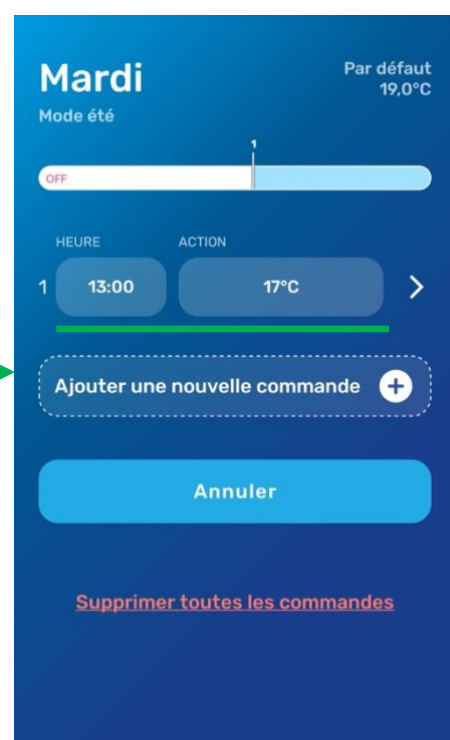 Mardi
Par défaut
19,0°C
Mode été
1
OFF
HEURE ACTION
1 13:00 17°C
Ajouter une nouvelle commande
Annuler
Supprimer toutes les commandes